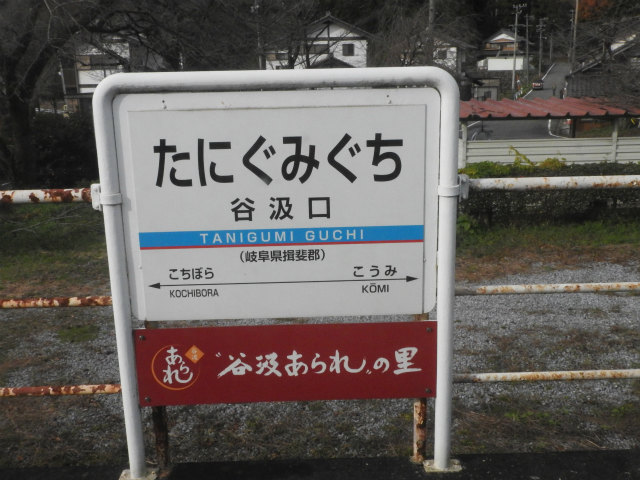 たにぐみぐち
谷汲口
TANIGUMI GUCHI
(岐阜県揖斐郡)
こちぼら こうみ
KOCHIBORA KŌMI
あられ "谷汲あられ"の里